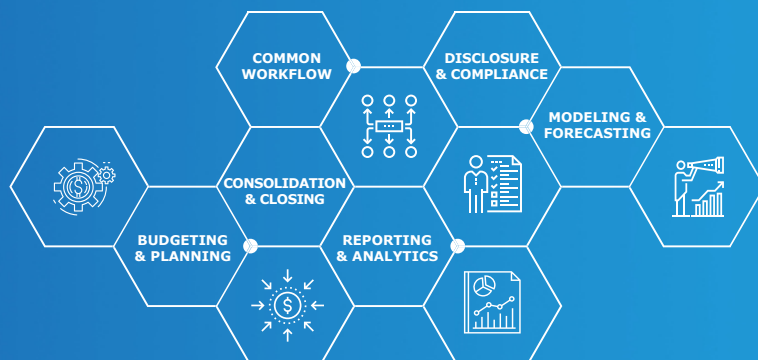 COMMON
WORKFLOW
DISCLOSURE
& COMPLIANCE
MODELING &
FORECASTING
CONSOLIDATION
& CLOSING
BUDGETING
& PLANNING
REPORTING
& ANALYTICS
$
$